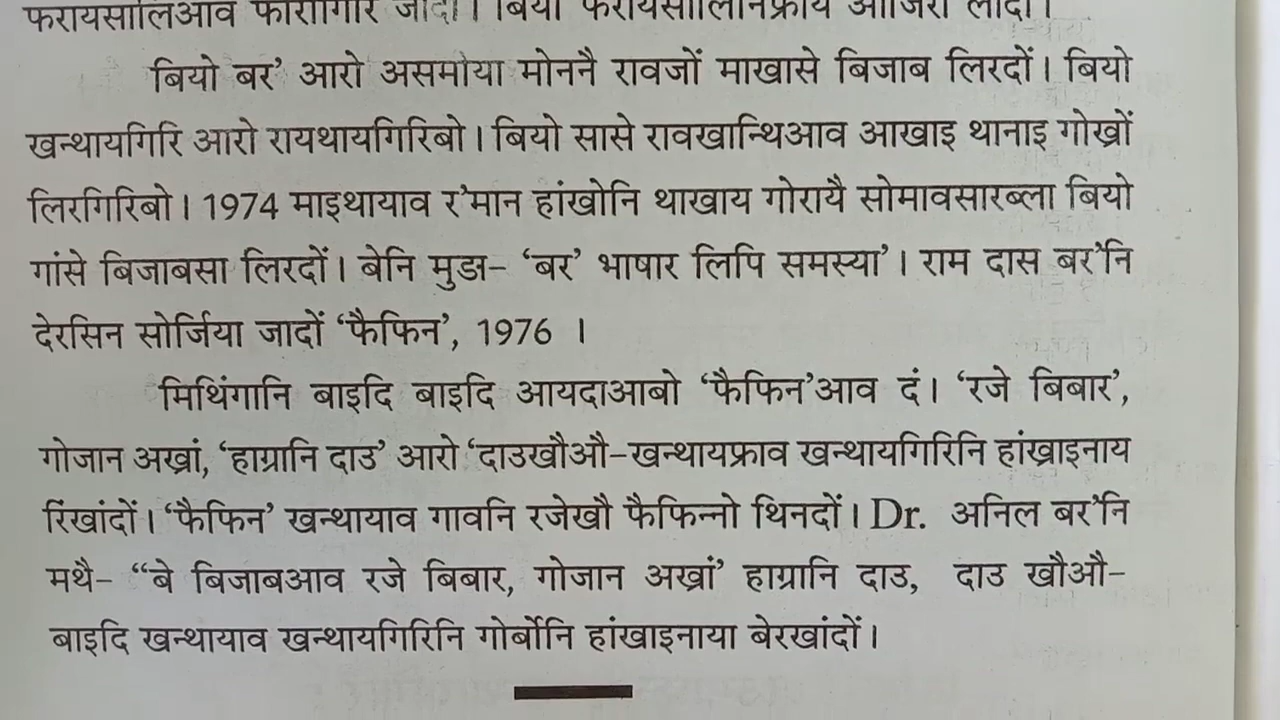 फरायसालिआव फोरोंगिरि जादों। बियो फरायसालिनिफ्राय आजिरा लादों।
बियो बर’ आरो असमोया मोननै रावजों माखासे बिजाब लिरदों। बियो
खन्थायगिरि आरो रायथायगिरिबो। बियो सासे रावखान्थिआव आखाइ थानाइ गोख्रों
लिरगिरिबो। 1974 माइथायाव र’मान हांखोनि थाखाय गोरायै सोमावसारब्ला बियो
गांसे बिजाबसा लिरदों। बेनि मुङा– ‘बर’ भाषार लिपि समस्या’। राम दास बर’नि
देरसिन सोर्जिया जादों ‘फैफिन’, 1976 ।
मिथिंगानि बाइदि बाइदि आयदाआबो ‘फैफिन’आव दं। ‘रजे बिबार’,
गोजान अख्रां, ‘हाग्रानि दाउ’ आरो ‘दाउखौऔ–खन्थायफ्राव खन्थायगिरिनि हांख्राइनाय
रिंखांदों। ‘फैफिन’ खन्थायाव गावनि रजेखौ फैफिन्नो थिनदों। Dr. अनिल बर’नि
मथै– “बे बिजाबआव रजे बिबार, गोजान अख्रां’ हाग्रानि दाउ, दाउ खौऔ–
बाइदि खन्थायाव खन्थायगिरिनि गोर्बोनि हांखाइनाया बेरखांदों।